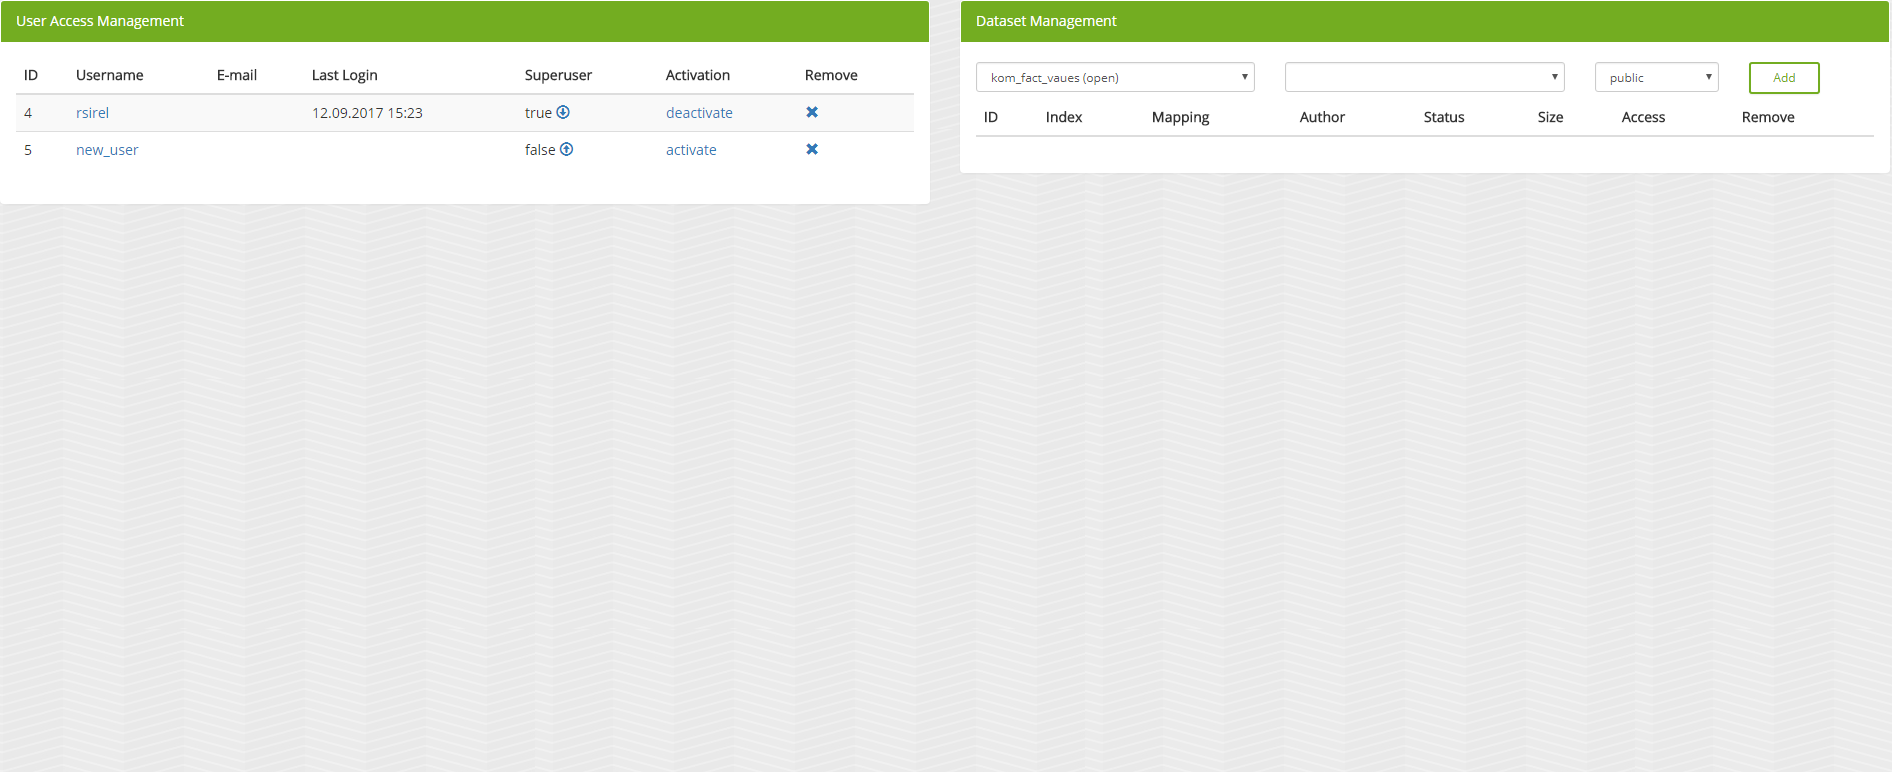 User Access Management
ID Username E-mail Last Login Superuser Activation Remove
4 rsirel 12.09.2017 15:23 true deactivate
5 new_user false activate
Dataset Management
kom_fact_vaues (open) public Add
ID Index Mapping Author Status Size Access Remove